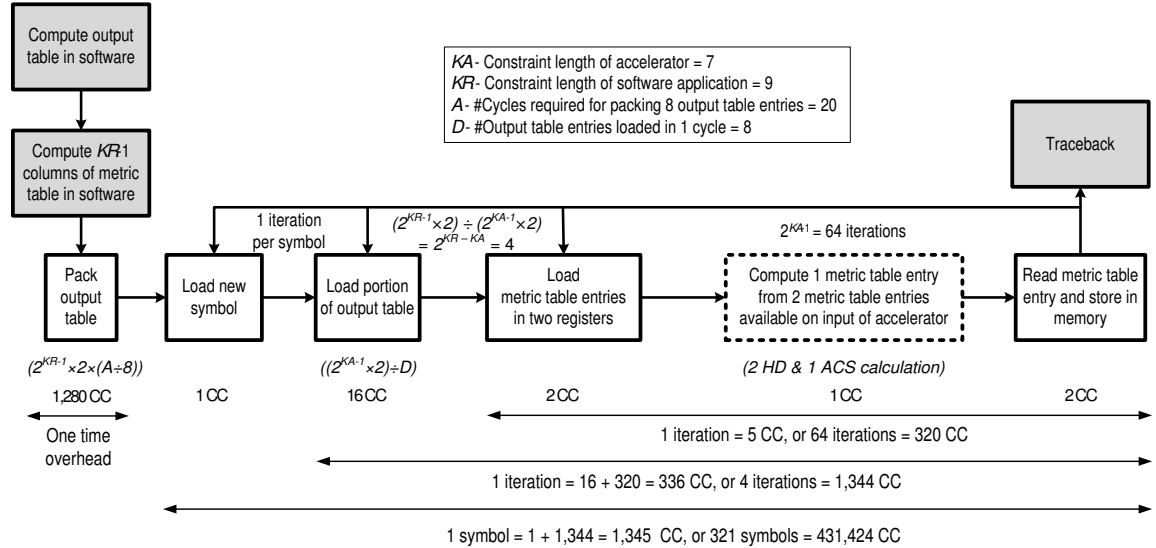 Compute output
table in software
KA- Constraint length of accelerator = 7
KR- Constraint length of software application = 9
A- #Cycles required for packing 8 output table entries = 20
D- #Output table entries loaded in 1 cycle = 8
Compute KR-1
columns of metric
table in software
Traceback
1 iteration
per symbol
(2^KR-1×2) ÷ (2^KA-1×2)
= 2^KR – KA = 4
2^KA-1 = 64 iterations
Pack
output
table
Load new
symbol
Load portion
of output table
Load
metric table entries
in two registers
Compute 1 metric table entry
from 2 metric table entries
available on input of accelerator
Read metric table
entry and store in
memory
(2^KR-1×2×(A÷8))
((2^KA-1×2)÷D)
(2 HD & 1 ACS calculation)
1,280 CC
1 CC
16 CC
2 CC
1 CC
2 CC
One time
overhead
1 iteration = 5 CC, or 64 iterations = 320 CC
1 iteration = 16 + 320 = 336 CC, or 4 iterations = 1,344 CC
1 symbol = 1 + 1,344 = 1,345 CC, or 321 symbols = 431,424 CC